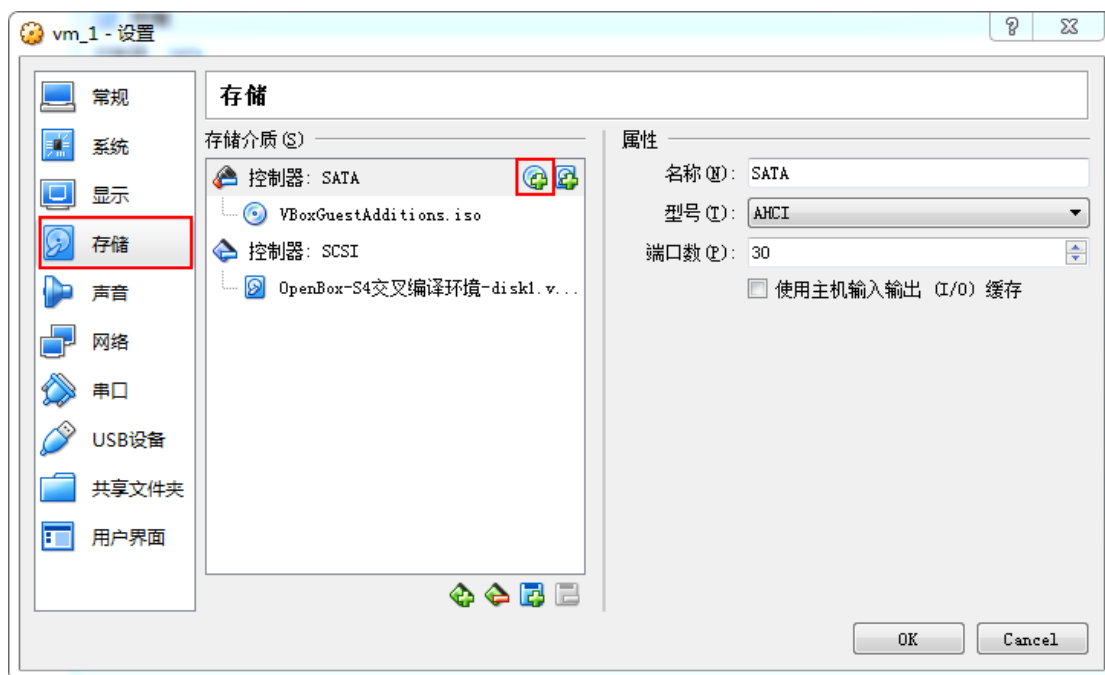 vm_1 - 设置
常规
系统
显示
存储
声音
网络
串口
USB设备
共享文件夹
用户界面
存储
存储介质(S)
控制器: SATA
VBoxGuestAdditions.iso
控制器: SCSI
OpenBox-S4交叉编译环境-disk1.v...
属性
名称(N): SATA
型号(T): AHCI
端口数(P): 30
使用主机输入输出 (I/O) 缓存
OK Cancel